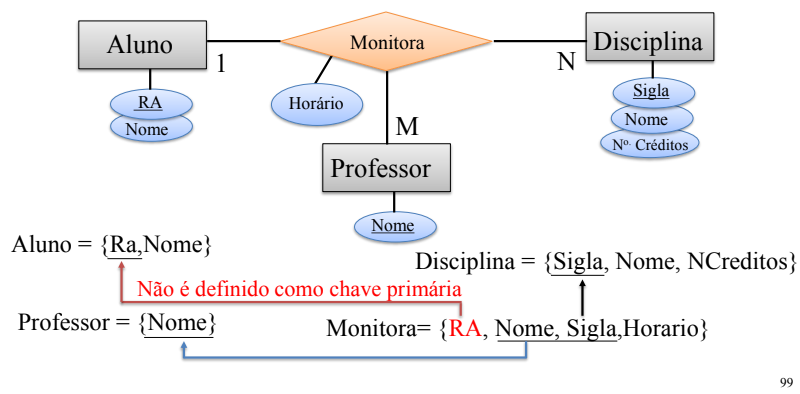 Aluno
Monitora
Disciplina
1
N
RA
Nome
Horário
Sigla
Nome
Nº. Créditos
M
Professor
Nome
Aluno = {Ra,Nome}
Disciplina = {Sigla, Nome, NCreditos}
Não é definido como chave primária
Professor = {Nome}
Monitora= {RA, Nome, Sigla,Horario}
99